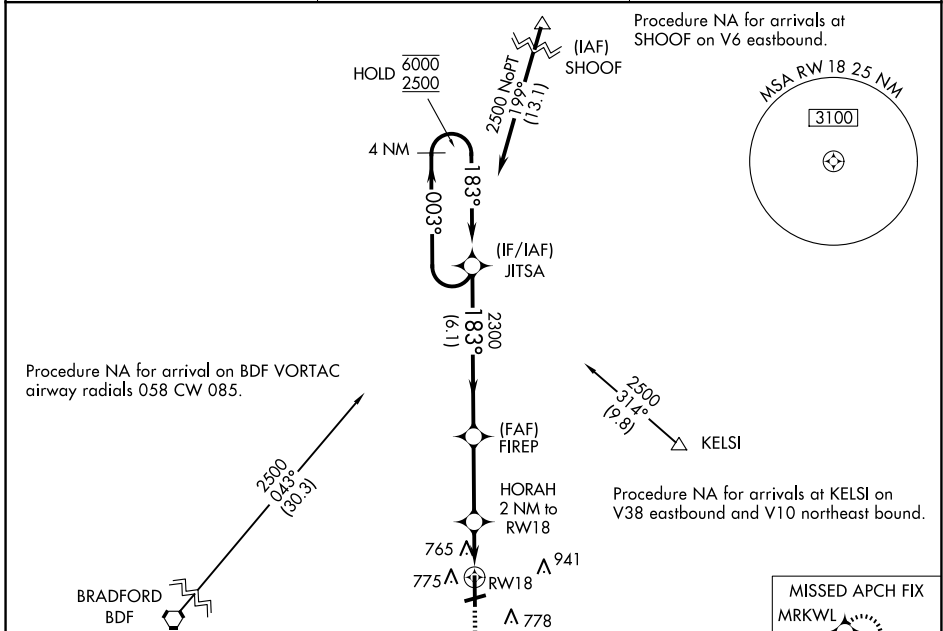 Procedure NA for arrivals at
SHOOF on V6 eastbound.
(IAF)
SHOOF
HOLD 6000
2500
2500 NoPT
199°
(13.1)
MSA RW 18 25 NM
3100
4 NM
183°
003°
(IF/IAF)
JITSA
2300
183°
(6.1)
Procedure NA for arrival on BDF VORTAC
airway radials 058 CW 085.
2500
314°
(9.8)
KELSI
(FAF)
FIREP
2500
043°
(30.3)
HORAH
2 NM to
RW18
Procedure NA for arrivals at KELSI on
V38 eastbound and V10 northeast bound.
765
941
775
RW18
778
BRADFORD
BDF
MISSED APCH FIX
MRKWL